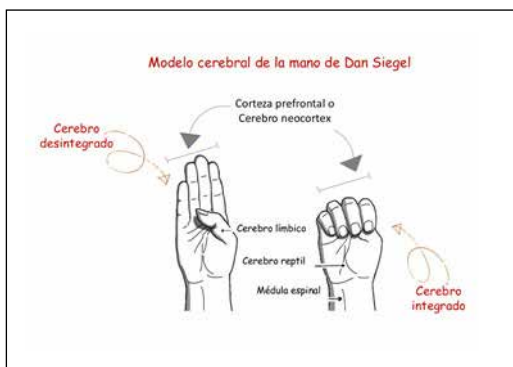 Modelo cerebral de la mano de Dan Siegel
Corteza prefrontal o
Cerebro neocortex
Cerebro
desintegrado
Cerebro límbico
Cerebro reptil
Médula espinal
Cerebro
integrado